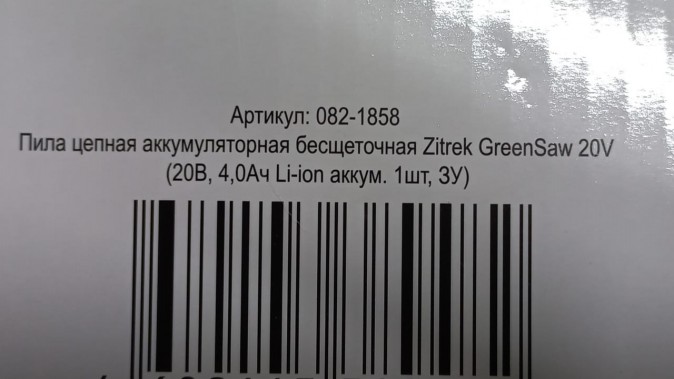 Артикул: 082-1858
Пила цепная аккумуляторная бесщеточная Zitrek GreenSaw 20V
(20В, 4,0Ач Li-ion аккум. 1шт, ЗУ)